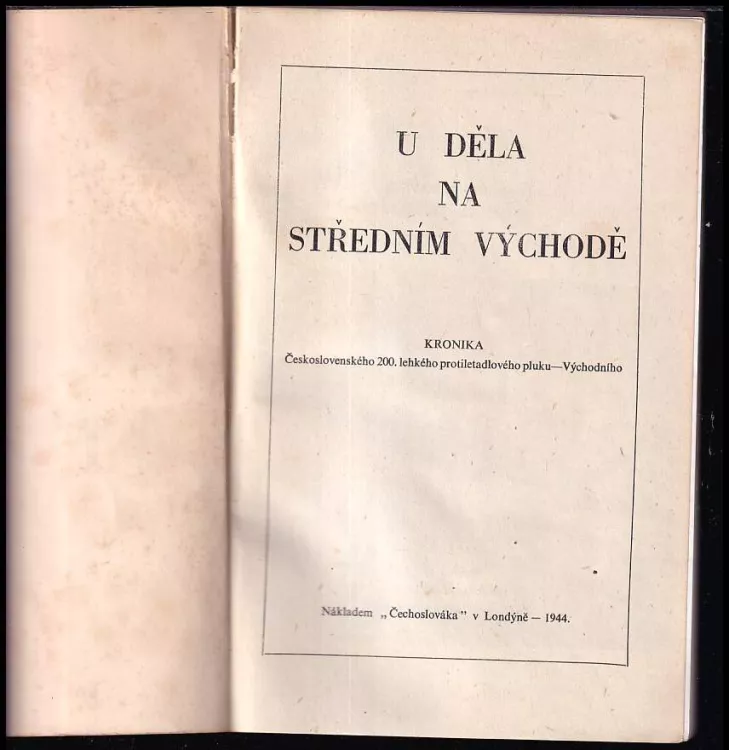 U DĚLA
NA
STŘEDNÍM VÝCHODĚ
KRONIKA
Československého 200. lehkého protiletadlového pluku—Východního
Nákladem „Čechoslováka" v Londýně — 1944.